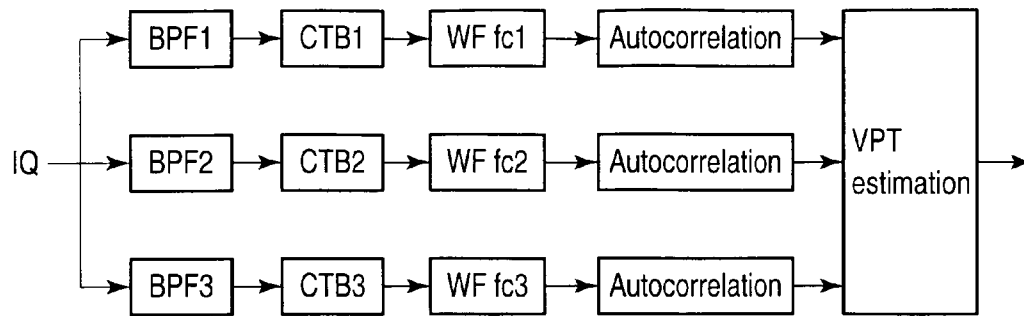 BPF1 CTB1 WF fc1 Autocorrelation
IQ BPF2 CTB2 WF fc2 Autocorrelation VPT
estimation
BPF3 CTB3 WF fc3 Autocorrelation